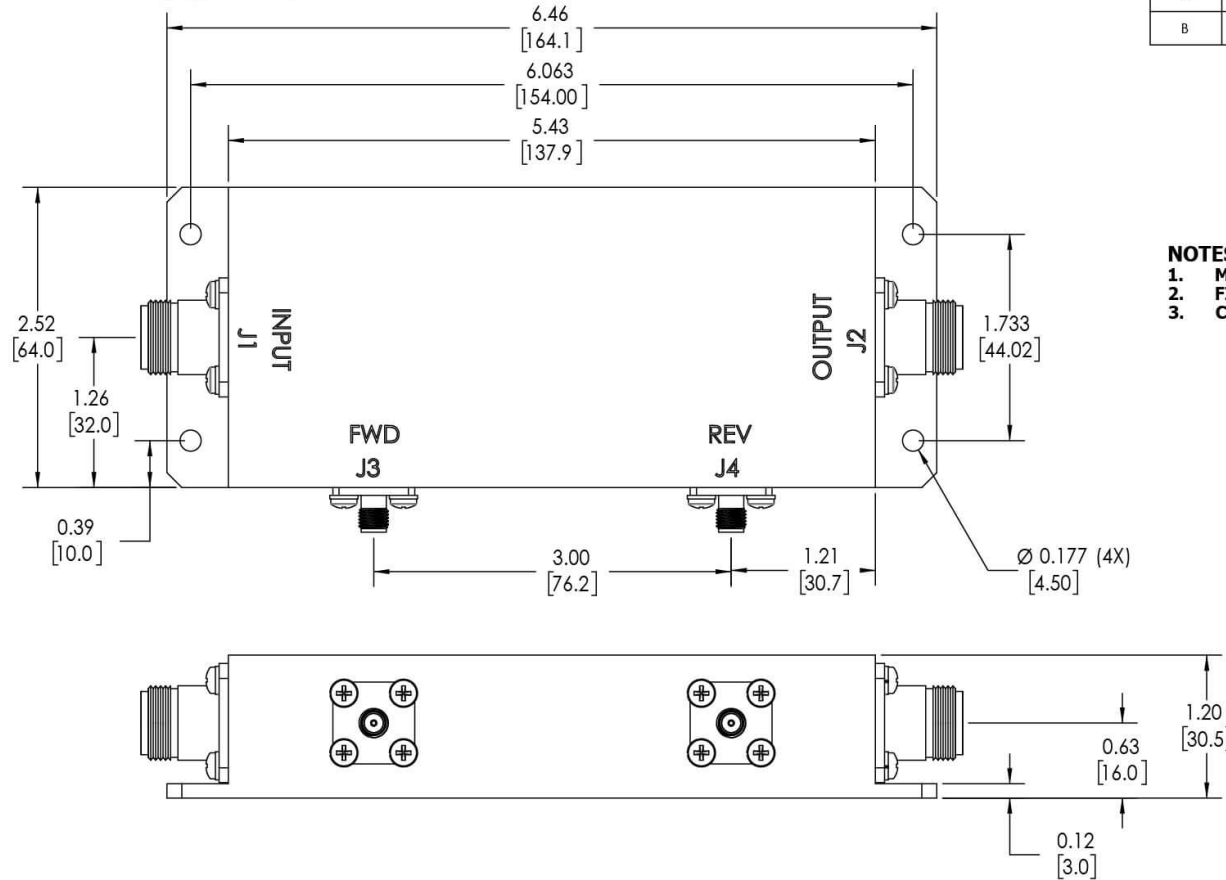 6.46
[164.1]
B
6.063
[154.00]
5.43
[137.9]
NOTES
1.
2.
3.
2.52
[64.0]
1.26
[32.0]
INPUT
J1
OUTPUT
J2
1.733
[44.02]
FWD
J3
REV
J4
0.39
[10.0]
3.00
[76.2]
1.21
[30.7]
Ø 0.177 (4X)
[4.50]
1.20
[30.5]
0.63
[16.0]
0.12
[3.0]